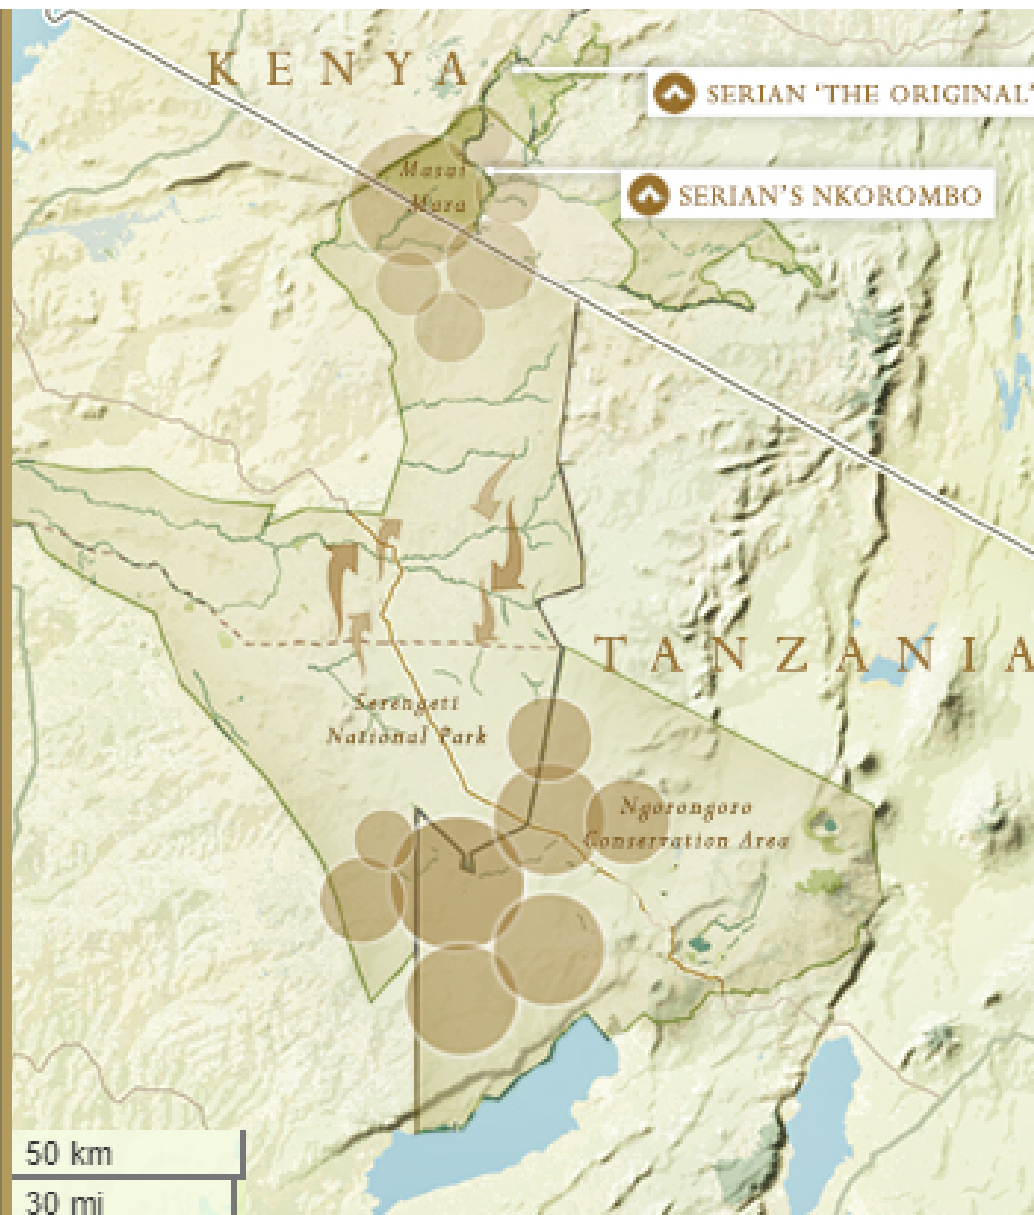 KENYA
SERIAN 'THE ORIGINAL'
Masai
Mara
SERIAN'S NKOROMBO
TANZANIA
Serengeti
National Park
Ngorongoro
Conservation Area
50 km
30 mi